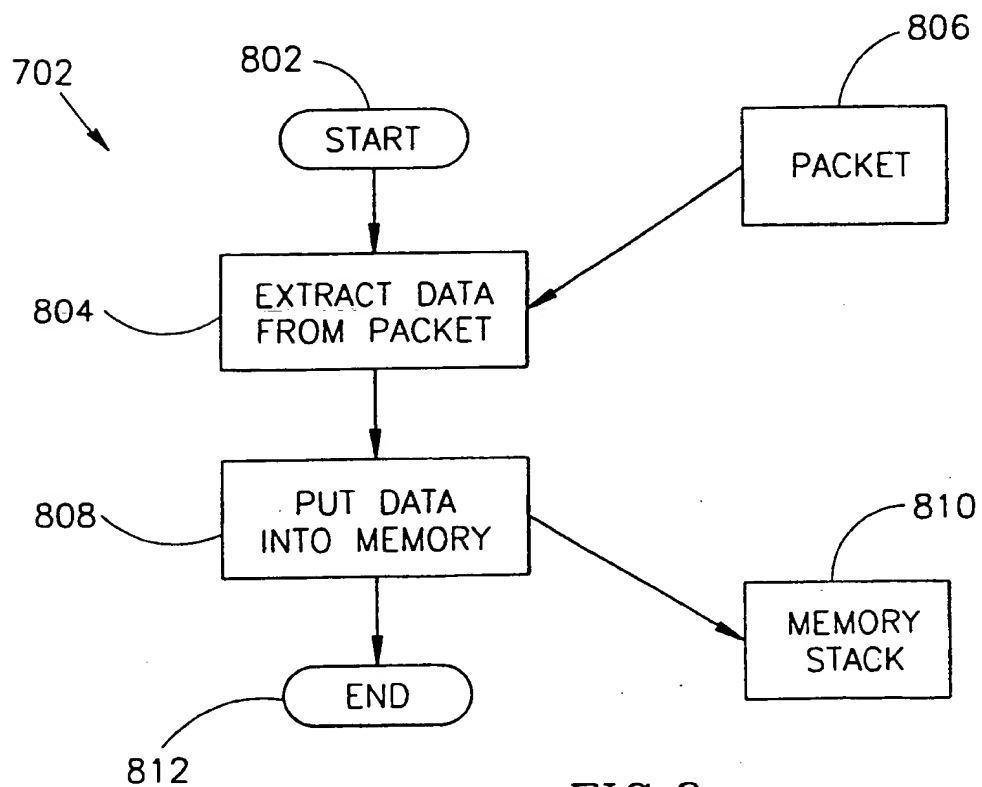 702
802
806
START
PACKET
804
EXTRACT DATA
FROM PACKET
808
PUT DATA
INTO MEMORY
810
MEMORY
STACK
END
812